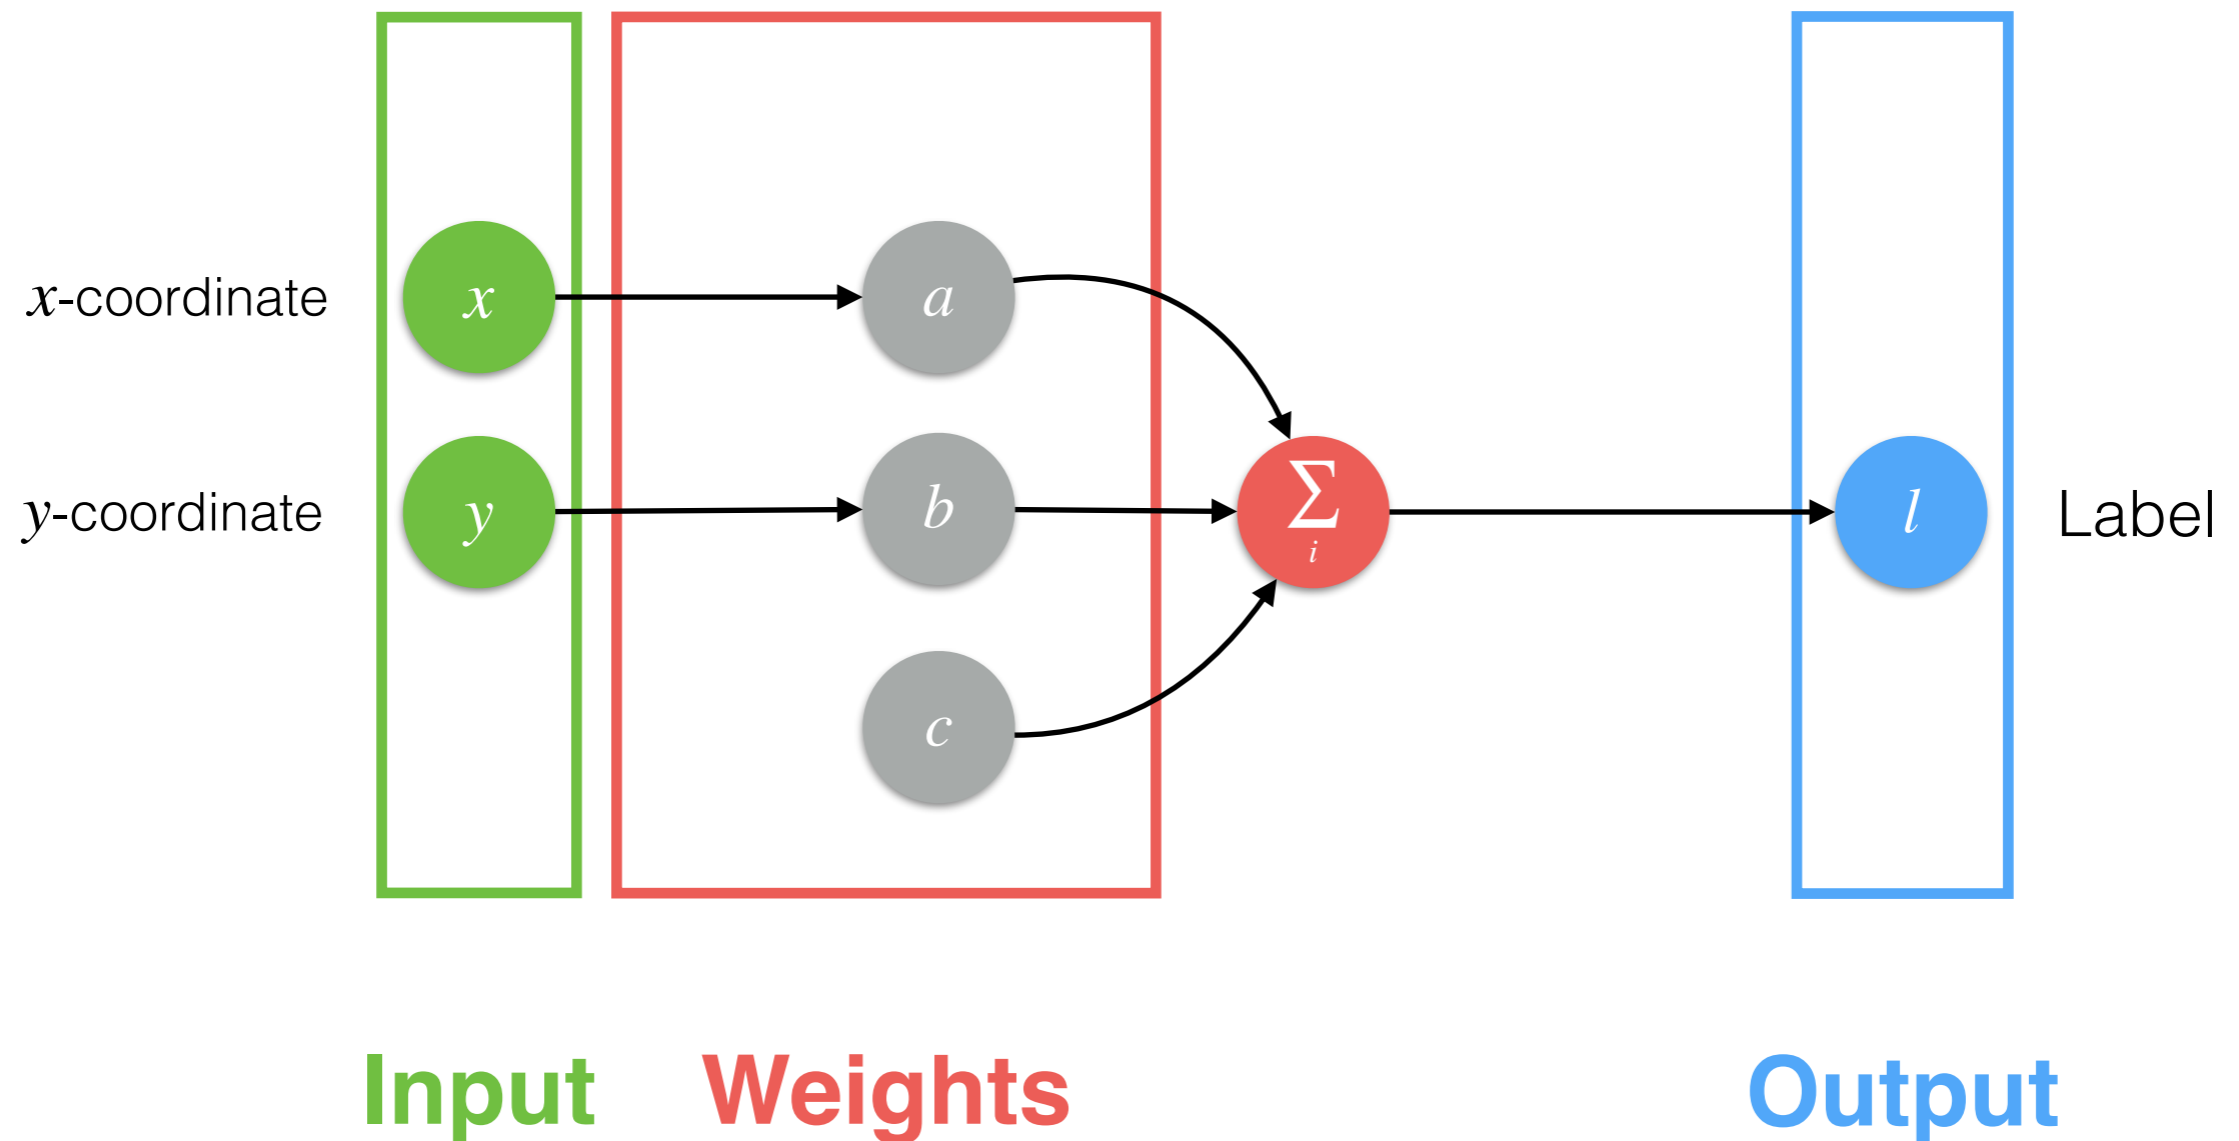 x-coordinate
x
a
y-coordinate
y
b
∑
i
l
Label
c
Input
Weights
Output